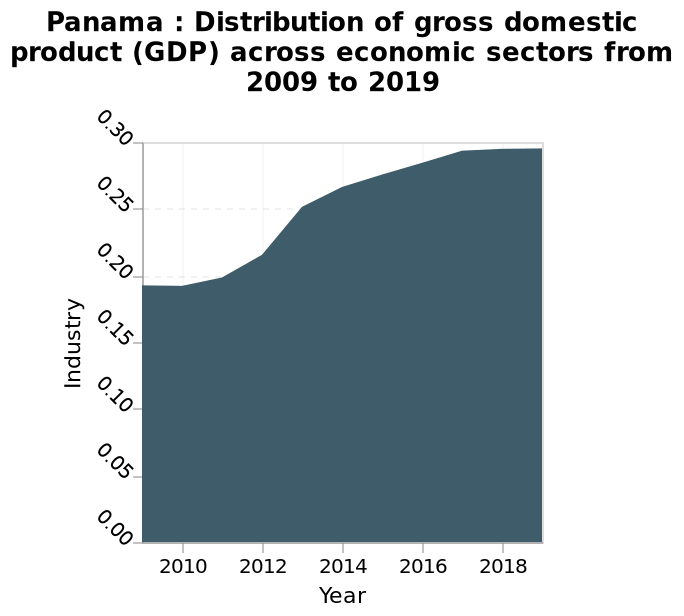 Panama : Distribution of gross domestic
product (GDP) across economic sectors from
2009 to 2019
0.30
0.25
0.20
0.15
0.10
0.05
0.00
Industry
2010 2012 2014 2016 2018
Year